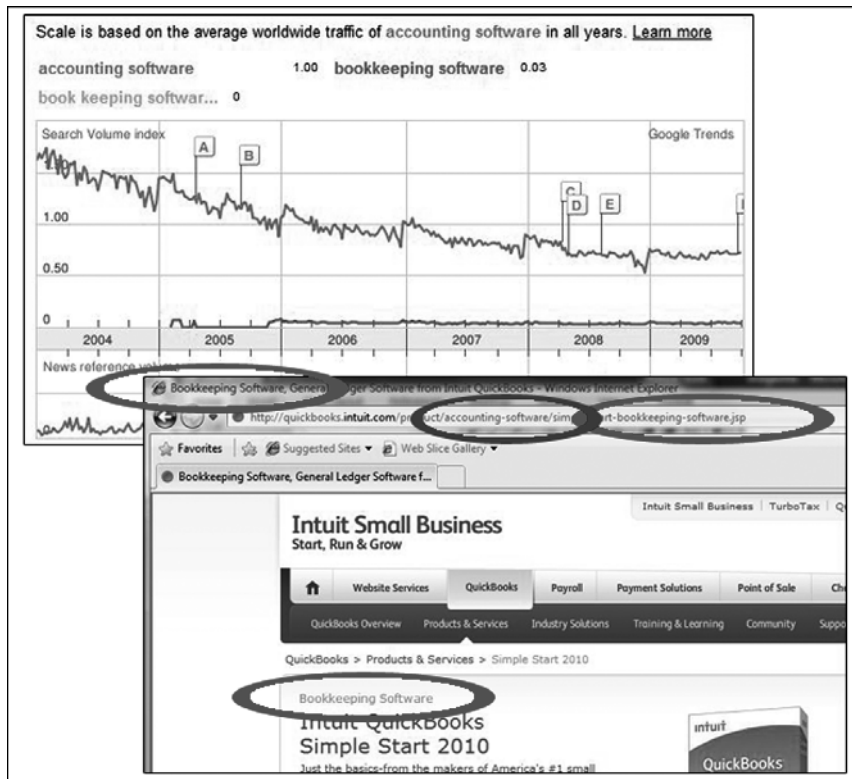 Scale is based on the average worldwide traffic of accounting software in all years. Learn more
accounting software 1.00 bookkeeping software 0.03
book keeping softwar... 0
Search Volume index Google Trends
A
B
C
D
E
1.00
0.50
0
2004 2005 2006 2007 2008 2009
News reference volume
0
Bookkeeping Software, General Ledger Software from Intuit QuickBooks - Windows Internet Explorer
http://quickbooks.intuit.com/product/accounting-software/
-bookkeeping-software.jsp
Favorites Suggested Sites Web Slice Gallery
Bookkeeping Software, General Ledger Software f...
Intuit Small Business TurboTax
Intuit Small Business
Start, Run & Grow
Website Services QuickBooks Payroll Payment Solutions Point of Sale
QuickBooks Overview Products & Services Industry Solutions Training & Learning Community
QuickBooks > Products & Services > Simple Start 2010
Bookkeeping Software
Intuit QuickBooks
Simple Start 2010
Just the basics-from the makers of America's #1 small
intuit
QuickBooks